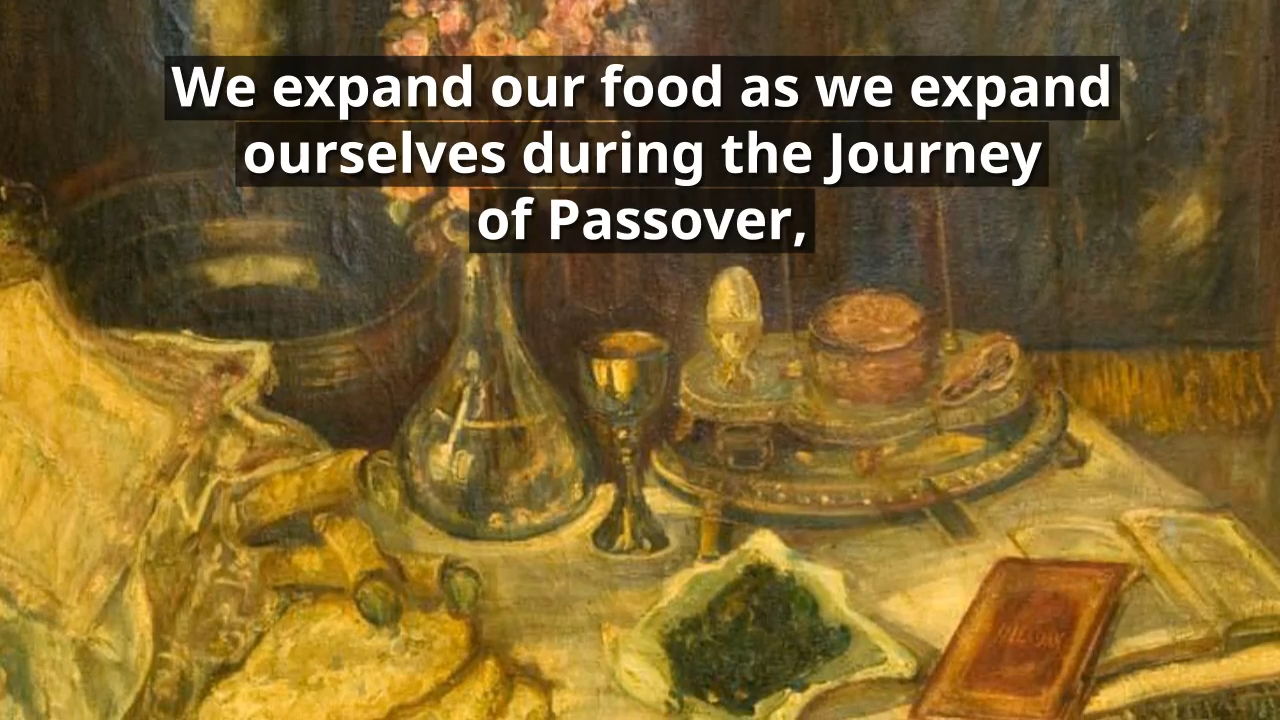 We expand our food as we expand
ourselves during the Journey
of Passover,